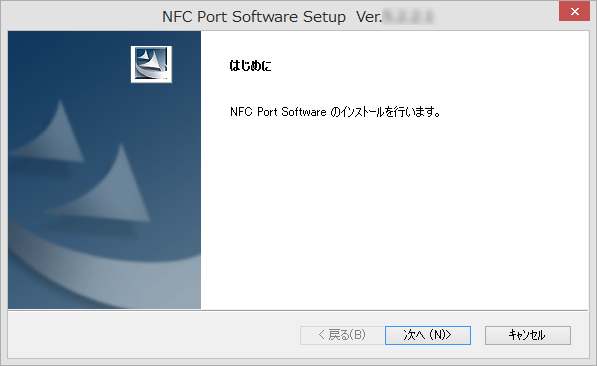 NFC Port Software Setup Ver.
はじめに
NFC Port Software のインストールを行います。
< 戻る(B)
次へ (N)>
キャンセル